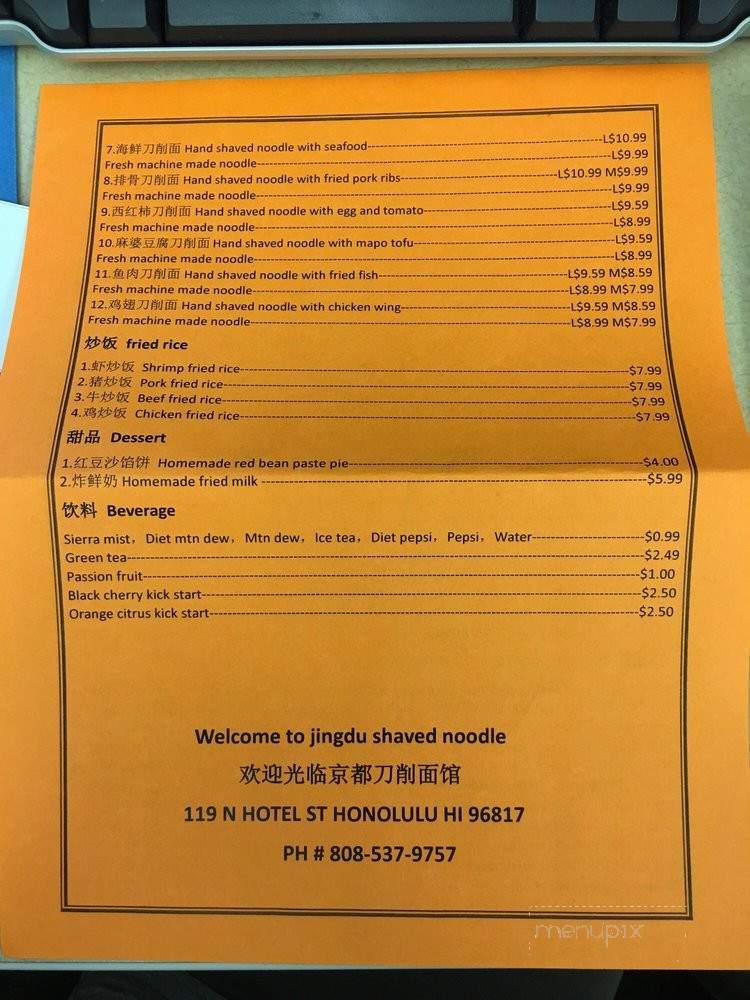 7.海鲜刀削面 Hand shaved noodle with seafood----------L$10.99
Fresh machine made noodle----------L$9.99
8.排骨刀削面 Hand shaved noodle with fried pork ribs----------L$10.99 M$9.99
Fresh machine made noodle----------L$9.99
9.西红柿刀削面 Hand shaved noodle with egg and tomato----------L$9.59
Fresh machine made noodle----------L$8.99
10.麻婆豆腐刀削面 Hand shaved noodle with mapo tofu----------L$9.59
Fresh machine made noodle----------L$8.99
11.鱼肉刀削面 Hand shaved noodle with fried fish----------L$9.59 M$8.59
Fresh machine made noodle----------L$8.99 M$7.99
12.鸡翅刀削面 Hand shaved noodle with chicken wing----------L$9.59 M$8.59
Fresh machine made noodle----------L$8.99 M$7.99
炒饭 fried rice
1.虾炒饭 Shrimp fried rice----------$7.99
2.猪炒饭 Pork fried rice----------$7.99
3.牛炒饭 Beef fried rice----------$7.99
4.鸡炒饭 Chicken fried rice----------$7.99
甜品 Dessert
1.红豆沙馅饼 Homemade red bean paste pie----------$4.00
2.炸鲜奶 Homemade fried milk ----------$5.99
饮料 Beverage
Sierra mist，Diet mtn dew，Mtn dew，Ice tea，Diet pepsi，Pepsi，Water----------$0.99
Green tea----------$2.49
Passion fruit----------$1.00
Black cherry kick start----------$2.50
Orange citrus kick start----------$2.50
Welcome to jingdu shaved noodle
欢迎光临京都刀削面馆
119 N HOTEL ST HONOLULU HI 96817
PH # 808-537-9757
menupix